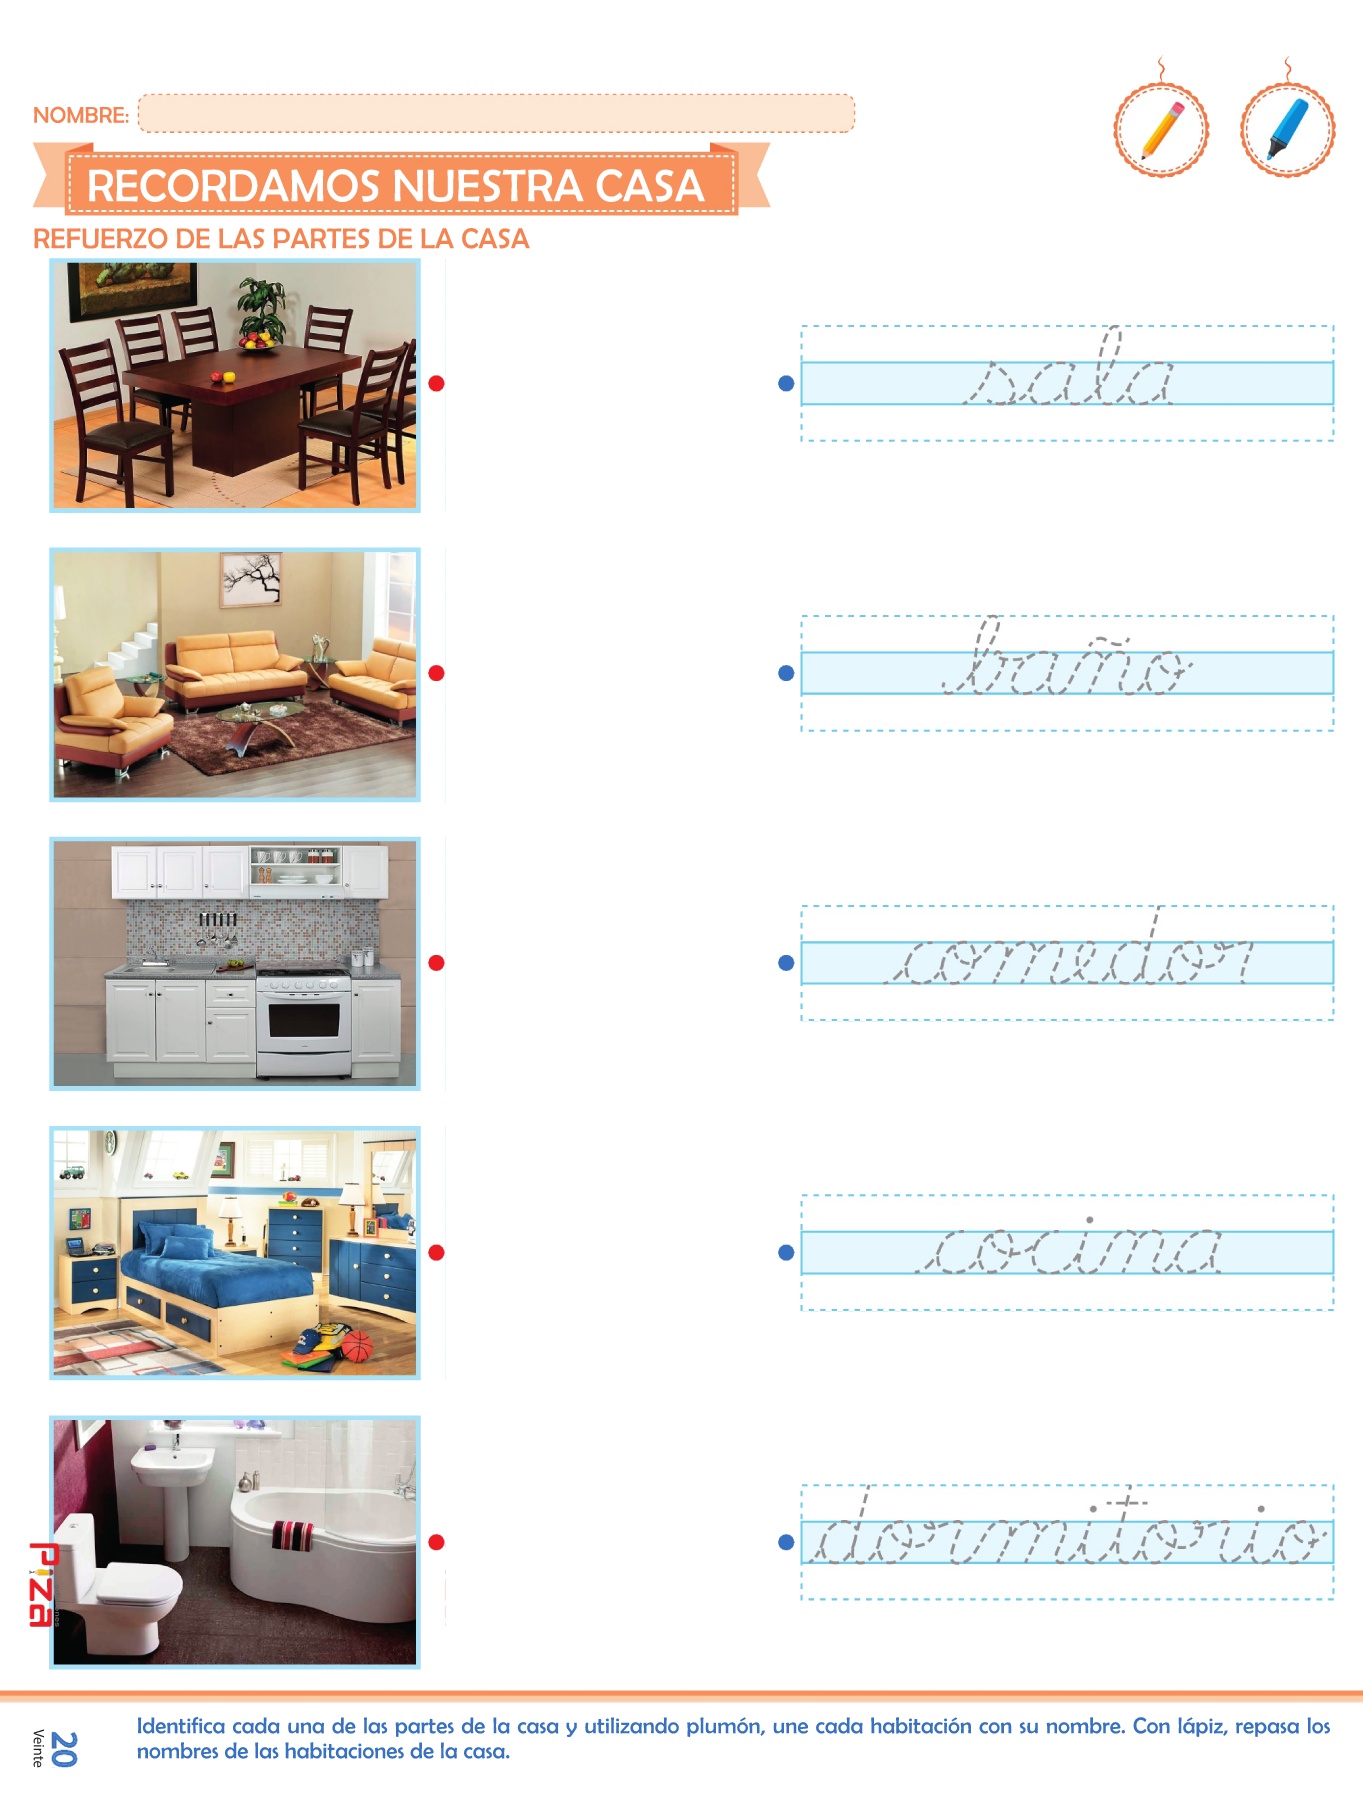 NOMBRE:
RECORDAMOS NUESTRA CASA
REFUERZO DE LAS PARTES DE LA CASA
sala
baño
comedor
cocina
dormitorio
PIZA
20
Veinte
Identifica cada una de las partes de la casa y utilizando plumón, une cada habitación con su nombre. Con lápiz, repasa los
nombres de las habitaciones de la casa.